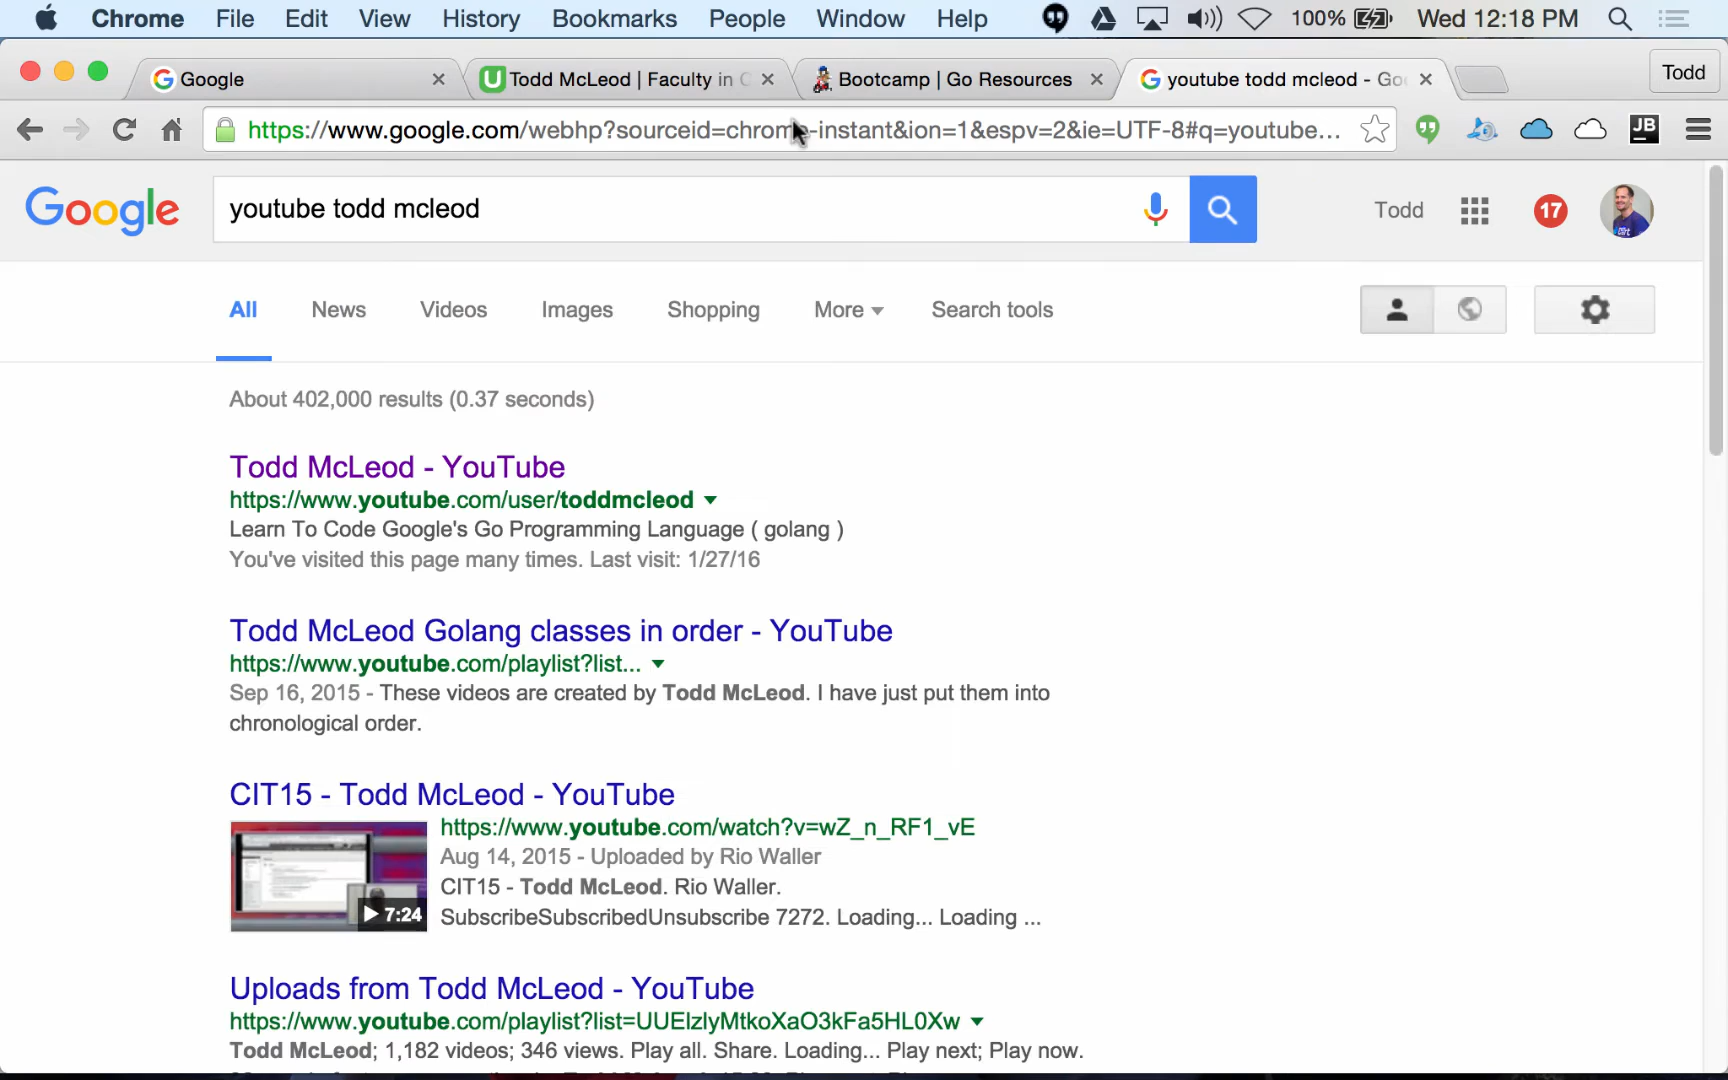 Chrome File Edit View History Bookmarks People Window Help 100% Wed 12:18 PM
Google Todd McLeod | Faculty in C Bootcamp | Go Resources youtube todd mcleod - Go Todd
https://www.google.com/webhp?sourceid=chrome-instant&ion=1&espv=2&ie=UTF-8#q=youtube... JB
Google youtube todd mcleod Todd 17
All News Videos Images Shopping More Search tools
About 402,000 results (0.37 seconds)
Todd McLeod - YouTube
https://www.youtube.com/user/toddmcleod
Learn To Code Google's Go Programming Language ( golang )
You've visited this page many times. Last visit: 1/27/16
Todd McLeod Golang classes in order - YouTube
https://www.youtube.com/playlist?list...
Sep 16, 2015 - These videos are created by Todd McLeod. I have just put them into
chronological order.
CIT15 - Todd McLeod - YouTube
https://www.youtube.com/watch?v=wZ_n_RF1_vE
Aug 14, 2015 - Uploaded by Rio Waller
CIT15 - Todd McLeod. Rio Waller.
7:24 SubscribeSubscribedUnsubscribe 7272. Loading... Loading ...
Uploads from Todd McLeod - YouTube
https://www.youtube.com/playlist?list=UUElzlyMtkoXaO3kFa5HL0Xw
Todd McLeod; 1,182 videos; 346 views. Play all. Share. Loading... Play next; Play now.